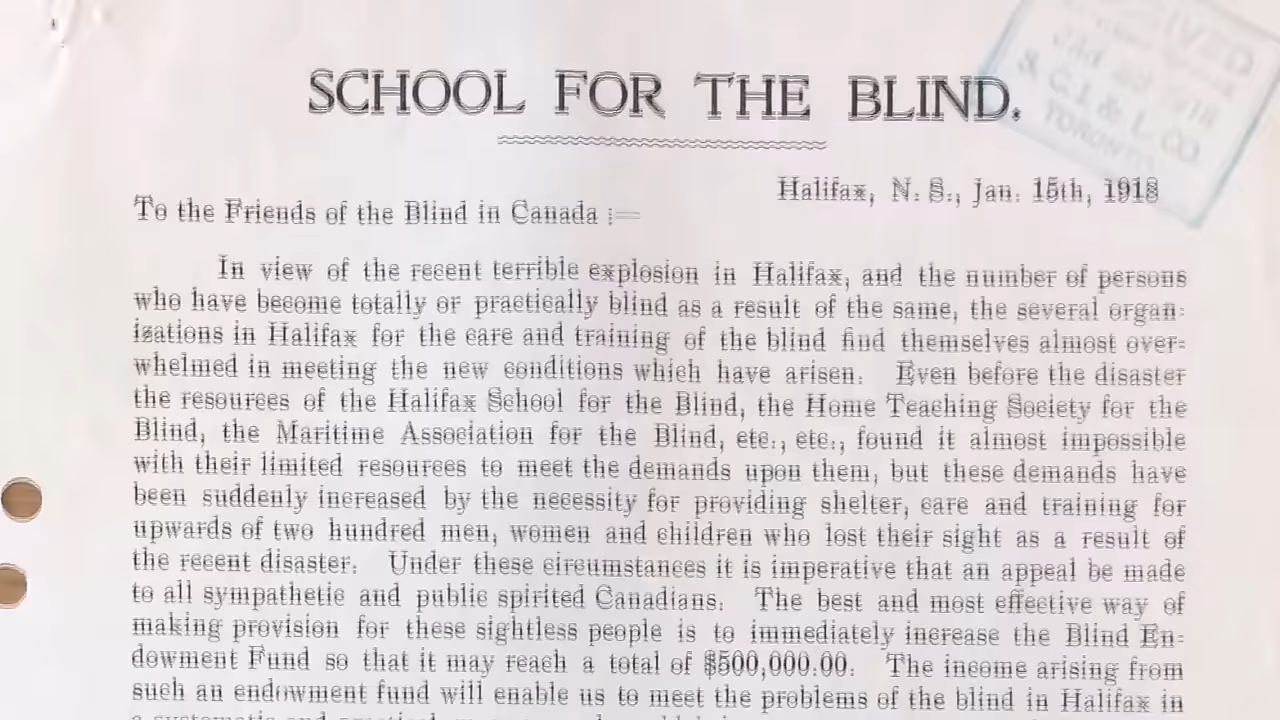 SCHOOL FOR THE BLIND.
Halifax, N. S., Jan. 15th, 1918
To the Friends of the Blind in Canada :—
In view of the recent terrible explosion in Halifax, and the number of persons
who have become totally or practically blind as a result of the same, the several organ-
izations in Halifax for the care and training of the blind find themselves almost over-
whelmed in meeting the new conditions which have arisen. Even before the disaster
the resources of the Halifax School for the Blind, the Home Teaching Society for the
Blind, the Maritime Association for the Blind, etc., etc., found it almost impossible
with their limited resources to meet the demands upon them, but these demands have
been suddenly increased by the necessity for providing shelter, care and training for
upwards of two hundred men, women and children who lost their sight as a result of
the recent disaster. Under these circumstances it is imperative that an appeal be made
to all sympathetic and public spirited Canadians. The best and most effective way of
making provision for these sightless people is to immediately increase the Blind En-
dowment Fund so that it may reach a total of $500,000.00. The income arising from
such an endowment fund will enable us to meet the problems of the blind in Halifax in
& C. L. & L. CO.
TORONTO